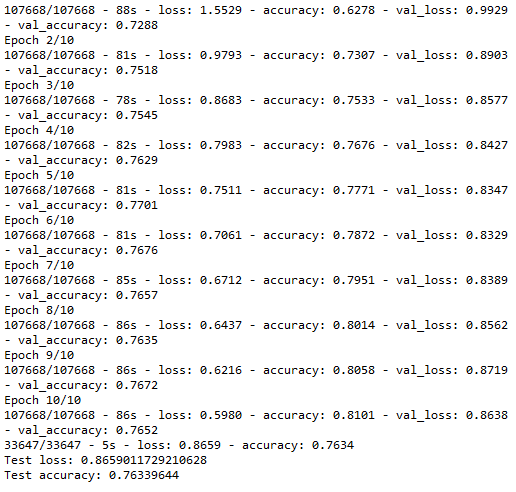 107668/107668 - 88s - loss: 1.5529 - accuracy: 0.6278 - val_loss: 0.9929
- val_accuracy: 0.7288
Epoch 2/10
107668/107668 - 81s - loss: 0.9793 - accuracy: 0.7307 - val_loss: 0.8903
- val_accuracy: 0.7518
Epoch 3/10
107668/107668 - 78s - loss: 0.8683 - accuracy: 0.7533 - val_loss: 0.8577
- val_accuracy: 0.7545
Epoch 4/10
107668/107668 - 82s - loss: 0.7983 - accuracy: 0.7676 - val_loss: 0.8427
- val_accuracy: 0.7629
Epoch 5/10
107668/107668 - 81s - loss: 0.7511 - accuracy: 0.7771 - val_loss: 0.8347
- val_accuracy: 0.7701
Epoch 6/10
107668/107668 - 81s - loss: 0.7061 - accuracy: 0.7872 - val_loss: 0.8329
- val_accuracy: 0.7676
Epoch 7/10
107668/107668 - 85s - loss: 0.6712 - accuracy: 0.7951 - val_loss: 0.8389
- val_accuracy: 0.7657
Epoch 8/10
107668/107668 - 86s - loss: 0.6437 - accuracy: 0.8014 - val_loss: 0.8562
- val_accuracy: 0.7635
Epoch 9/10
107668/107668 - 86s - loss: 0.6216 - accuracy: 0.8058 - val_loss: 0.8719
- val_accuracy: 0.7672
Epoch 10/10
107668/107668 - 86s - loss: 0.5980 - accuracy: 0.8101 - val_loss: 0.8638
- val_accuracy: 0.7652
33647/33647 - 5s - loss: 0.8659 - accuracy: 0.7634
Test loss: 0.8659011729210628
Test accuracy: 0.76339644